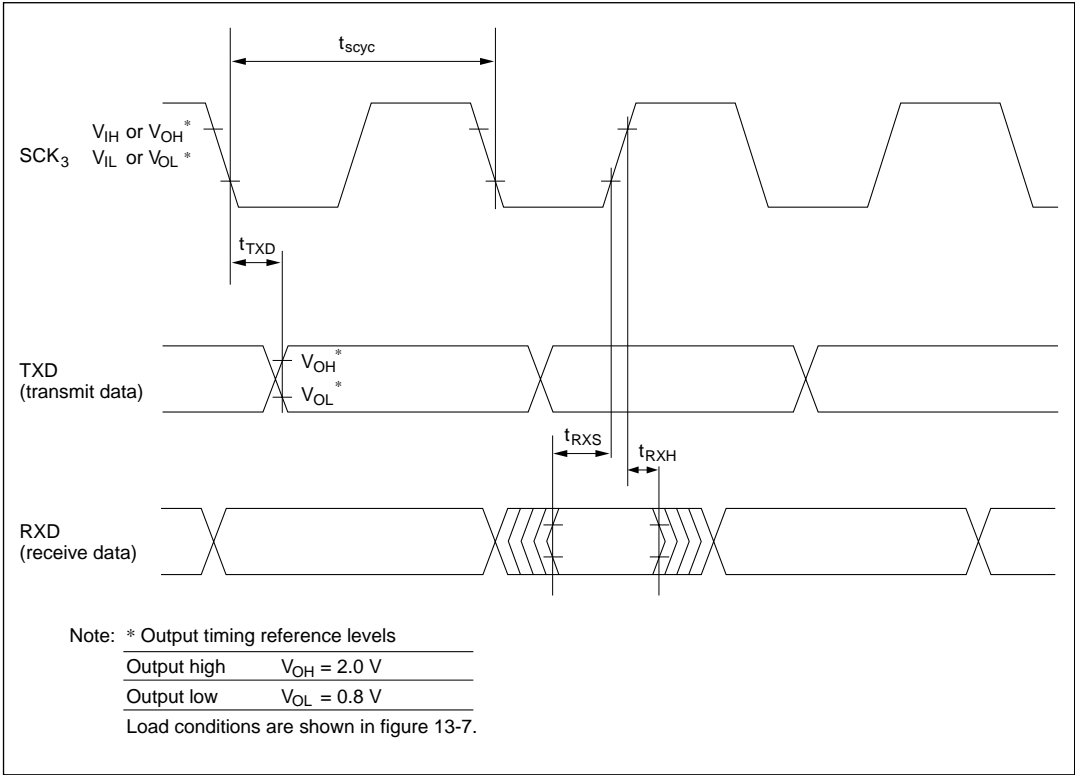 tscyc
VIH or VOH*
SCK3 VIL or VOL *
tTXD
TXD
(transmit data)
VOH*
VOL*
tRXS
tRXH
RXD
(receive data)
Note: * Output timing reference levels
Output high VOH = 2.0 V
Output low VOL = 0.8 V
Load conditions are shown in figure 13-7.